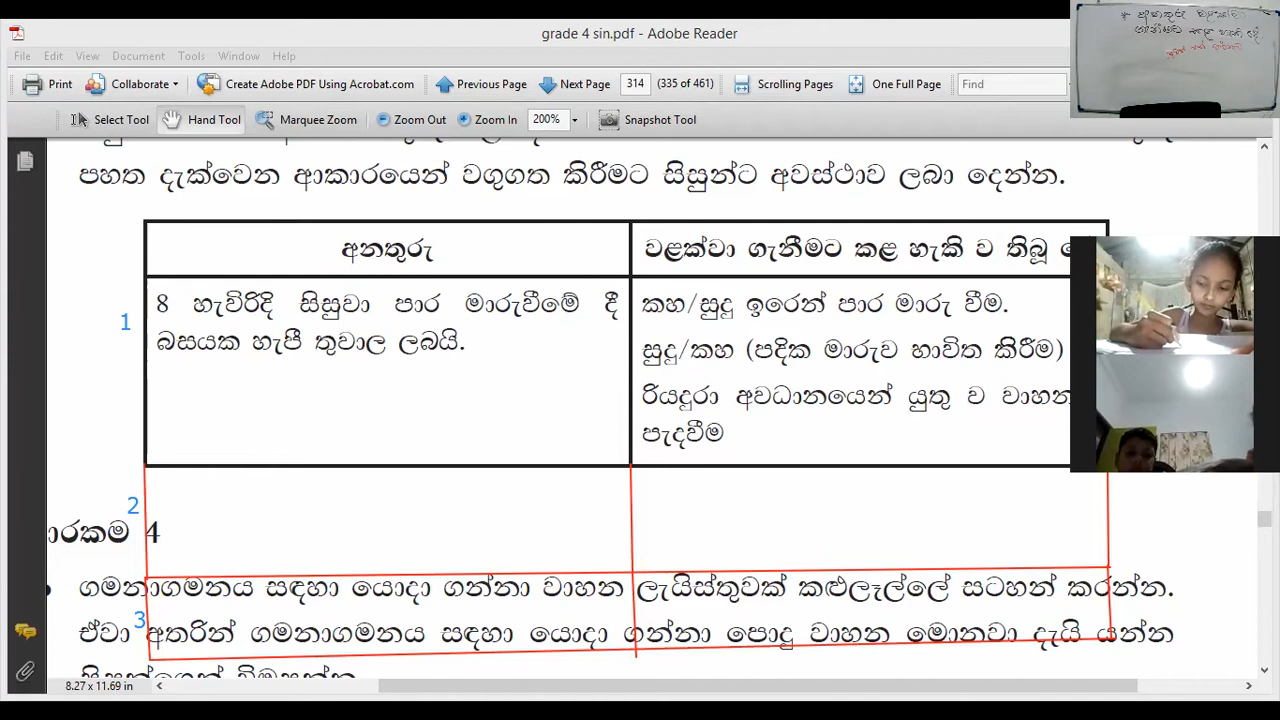 grade 4 sin.pdf - Adobe Reader
File Edit View Document Tools Window Help
Print Collaborate Create Adobe PDF Using Acrobat.com Previous Page Next Page 314 (335 of 461) Scrolling Pages One Full Page Find
Select Tool Hand Tool Marquee Zoom Zoom Out Zoom In 200% Snapshot Tool
පහත දැක්වෙන ආකාරයෙන් වගුගත කිරීමට සිසුන්ට අවස්ථාව ලබා දෙන්න.
අනතුරු
වළක්වා ගැනීමට කළ හැකි ව තිබූ
1
8 හැවිරිදි සිසුවා පාර මාරුවීමේ දී
බසයක හැපී තුවාල ලබයි.
කහ/සුදු ඉරෙන් පාර මාරු වීම.
සුදු/කහ (පදික මාරුව භාවිත කිරීම)
රියදුරා අවධානයෙන් යුතු ව වාහන
පැදවීම
2
ාරකම 4
ගමනාගමනය සඳහා යොදා ගන්නා වාහන ලැයිස්තුවක් කළුලෑල්ලේ සටහන් කරන්න.
3
ඒවා අතරින් ගමනාගමනය සඳහා යොදා ගන්නා පොදු වාහන මොනවා දැයි යන්න
8.27 x 11.69 in